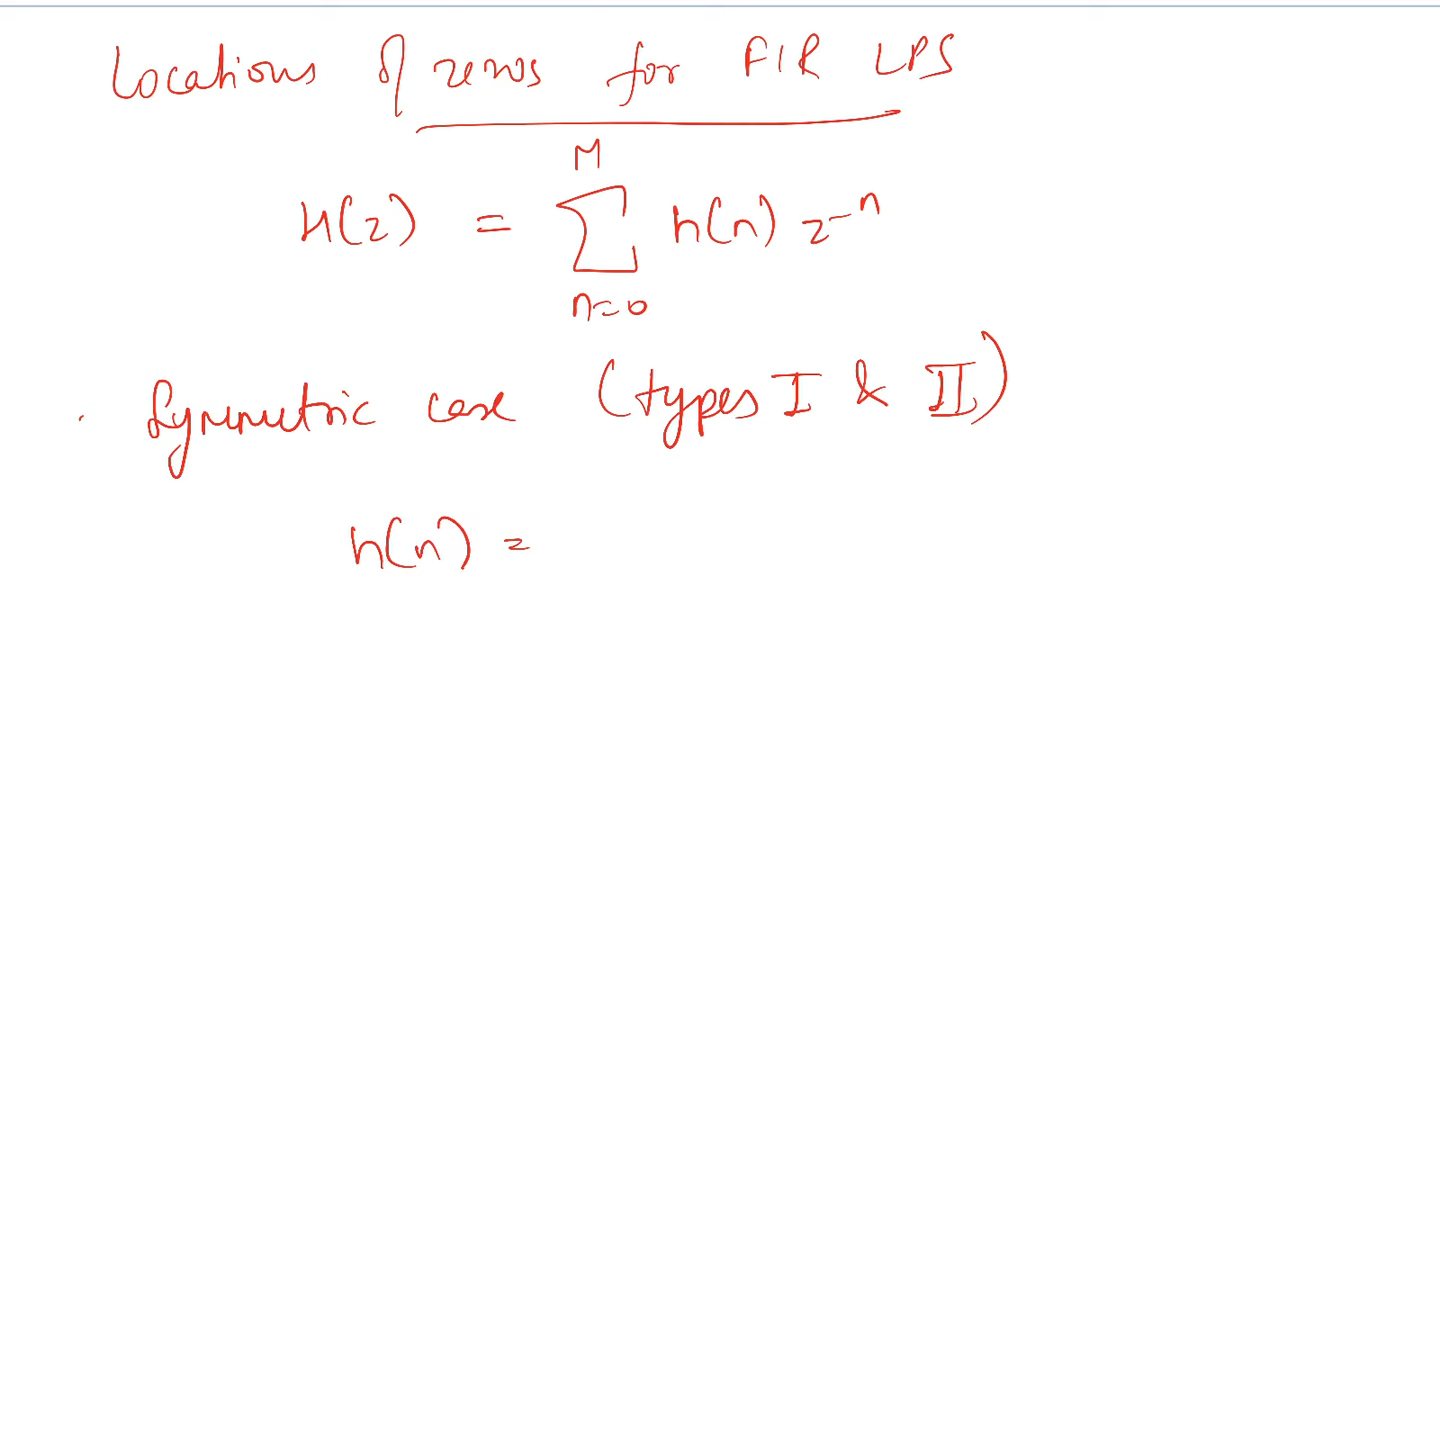 Locations of zeros for FIR LPS
M
H(z) = ∑ h(n) z⁻ⁿ
n=0
Symmetric case (types I & II)
h(n) =